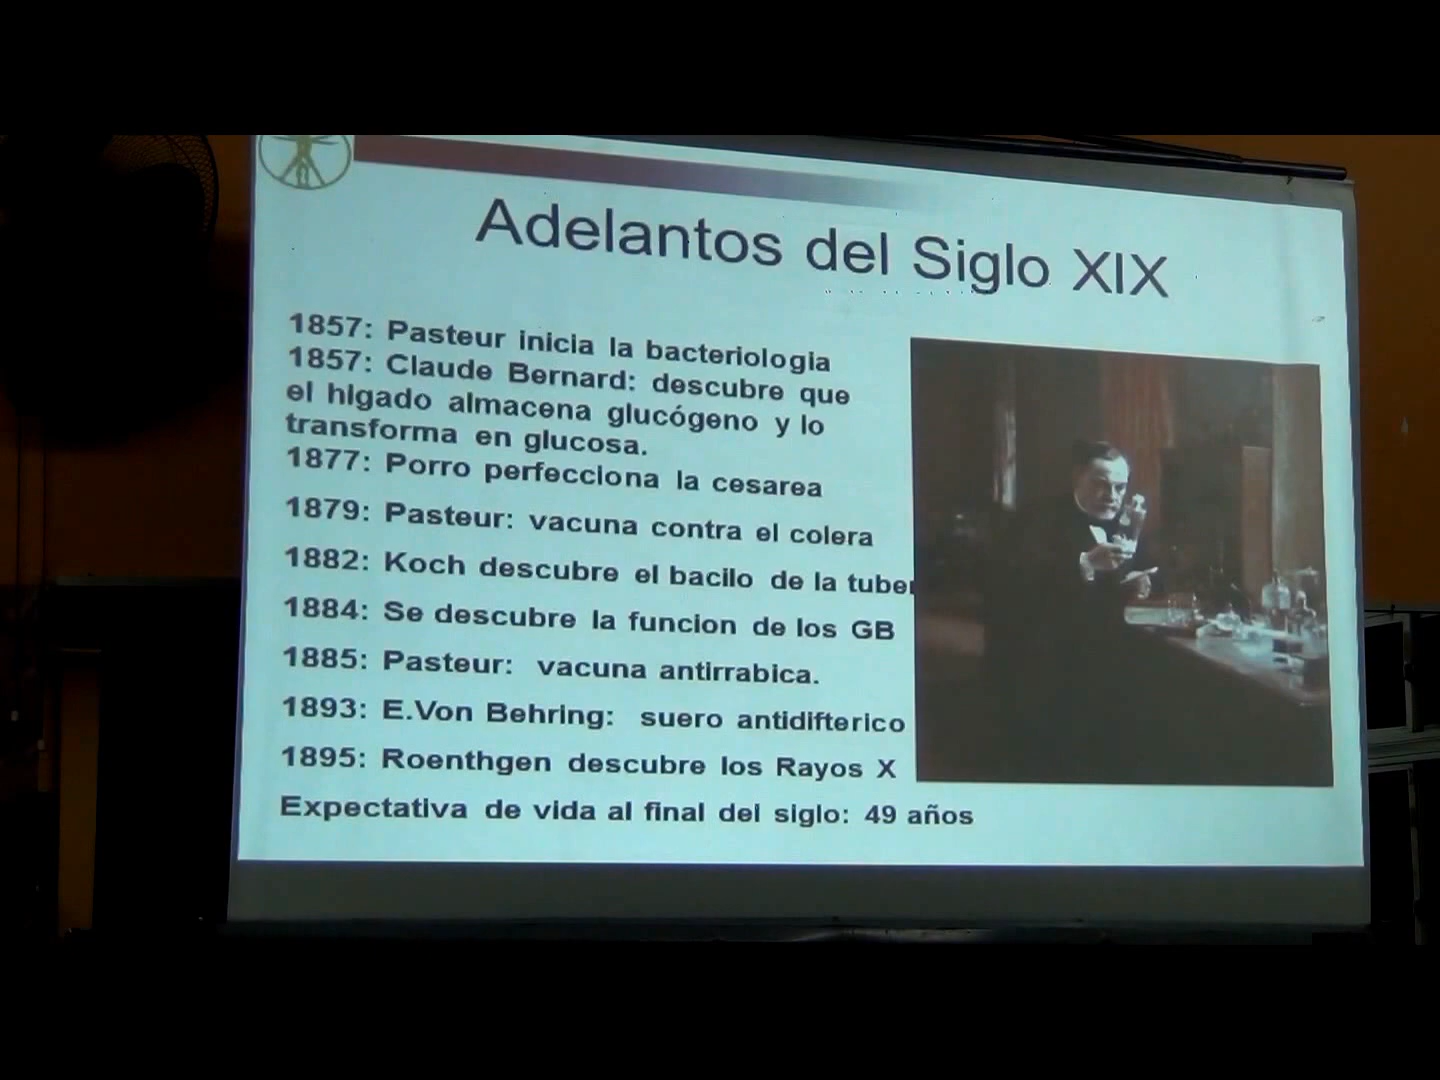 Adelantos del Siglo XIX
1857: Pasteur inicia la bacteriologia
1857: Claude Bernard: descubre que
el hIgado almacena glucógeno y lo
transforma en glucosa.
1877: Porro perfecciona la cesarea
1879: Pasteur: vacuna contra el colera
1882: Koch descubre el bacilo de la tuber
1884: Se descubre la funcion de los GB
1885: Pasteur: vacuna antirrabica.
1893: E.Von Behring: suero antidifterico
1895: Roenthgen descubre los Rayos X
Expectativa de vida al final del siglo: 49 años